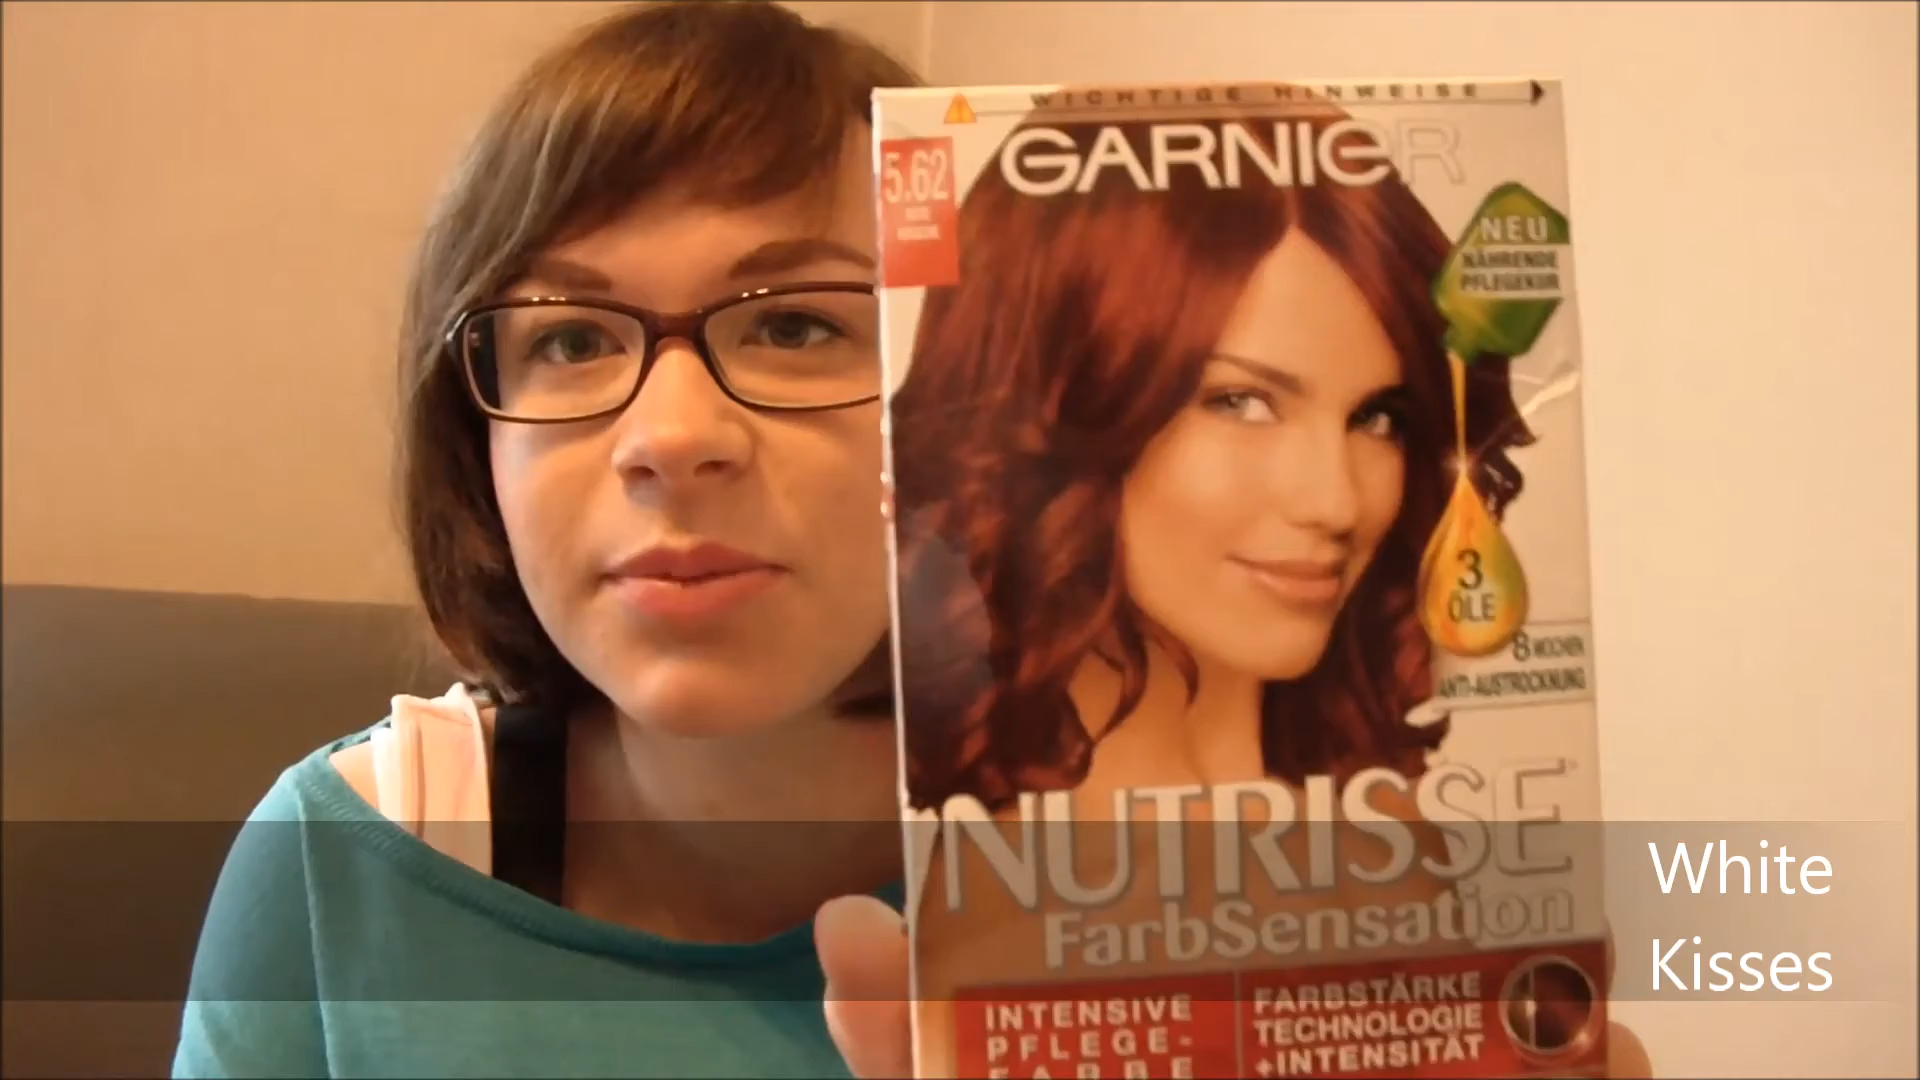 WICHTIGE HINWEISE
GARNIER
5.62
NEU
NÄHRENDE
PFLEGEKUR
3
ÖLE
8 WOCHEN
ANTI-AUSTROCKNUNG
NUTRISSE
FarbSensation
INTENSIVE
PFLEGE-
FARBE
FARBSTÄRKE
TECHNOLOGIE
+INTENSITÄT
White
Kisses